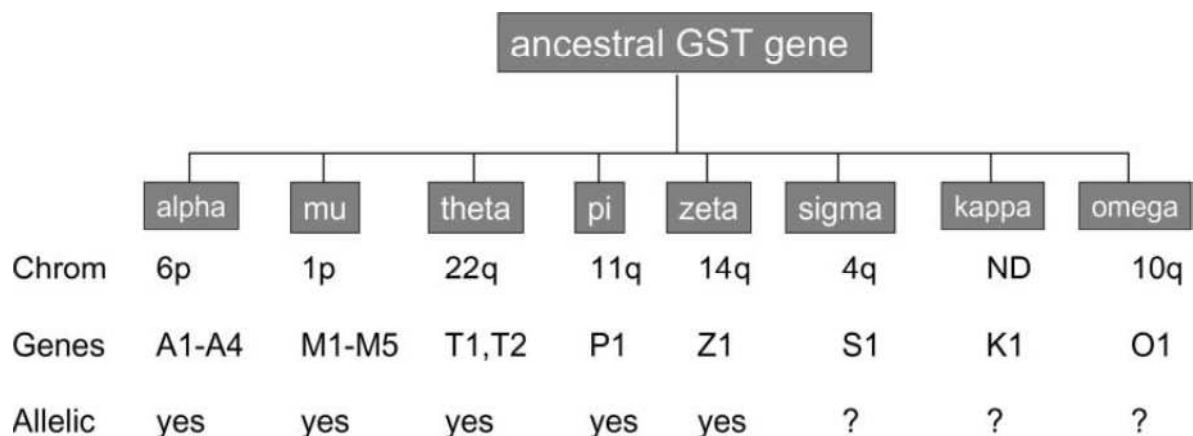 ancestral GST gene
alpha mu theta pi zeta sigma kappa omega
Chrom 6p 1p 22q 11q 14q 4q ND 10q
Genes A1-A4 M1-M5 T1,T2 P1 Z1 S1 K1 O1
Allelic yes yes yes yes yes ? ? ?